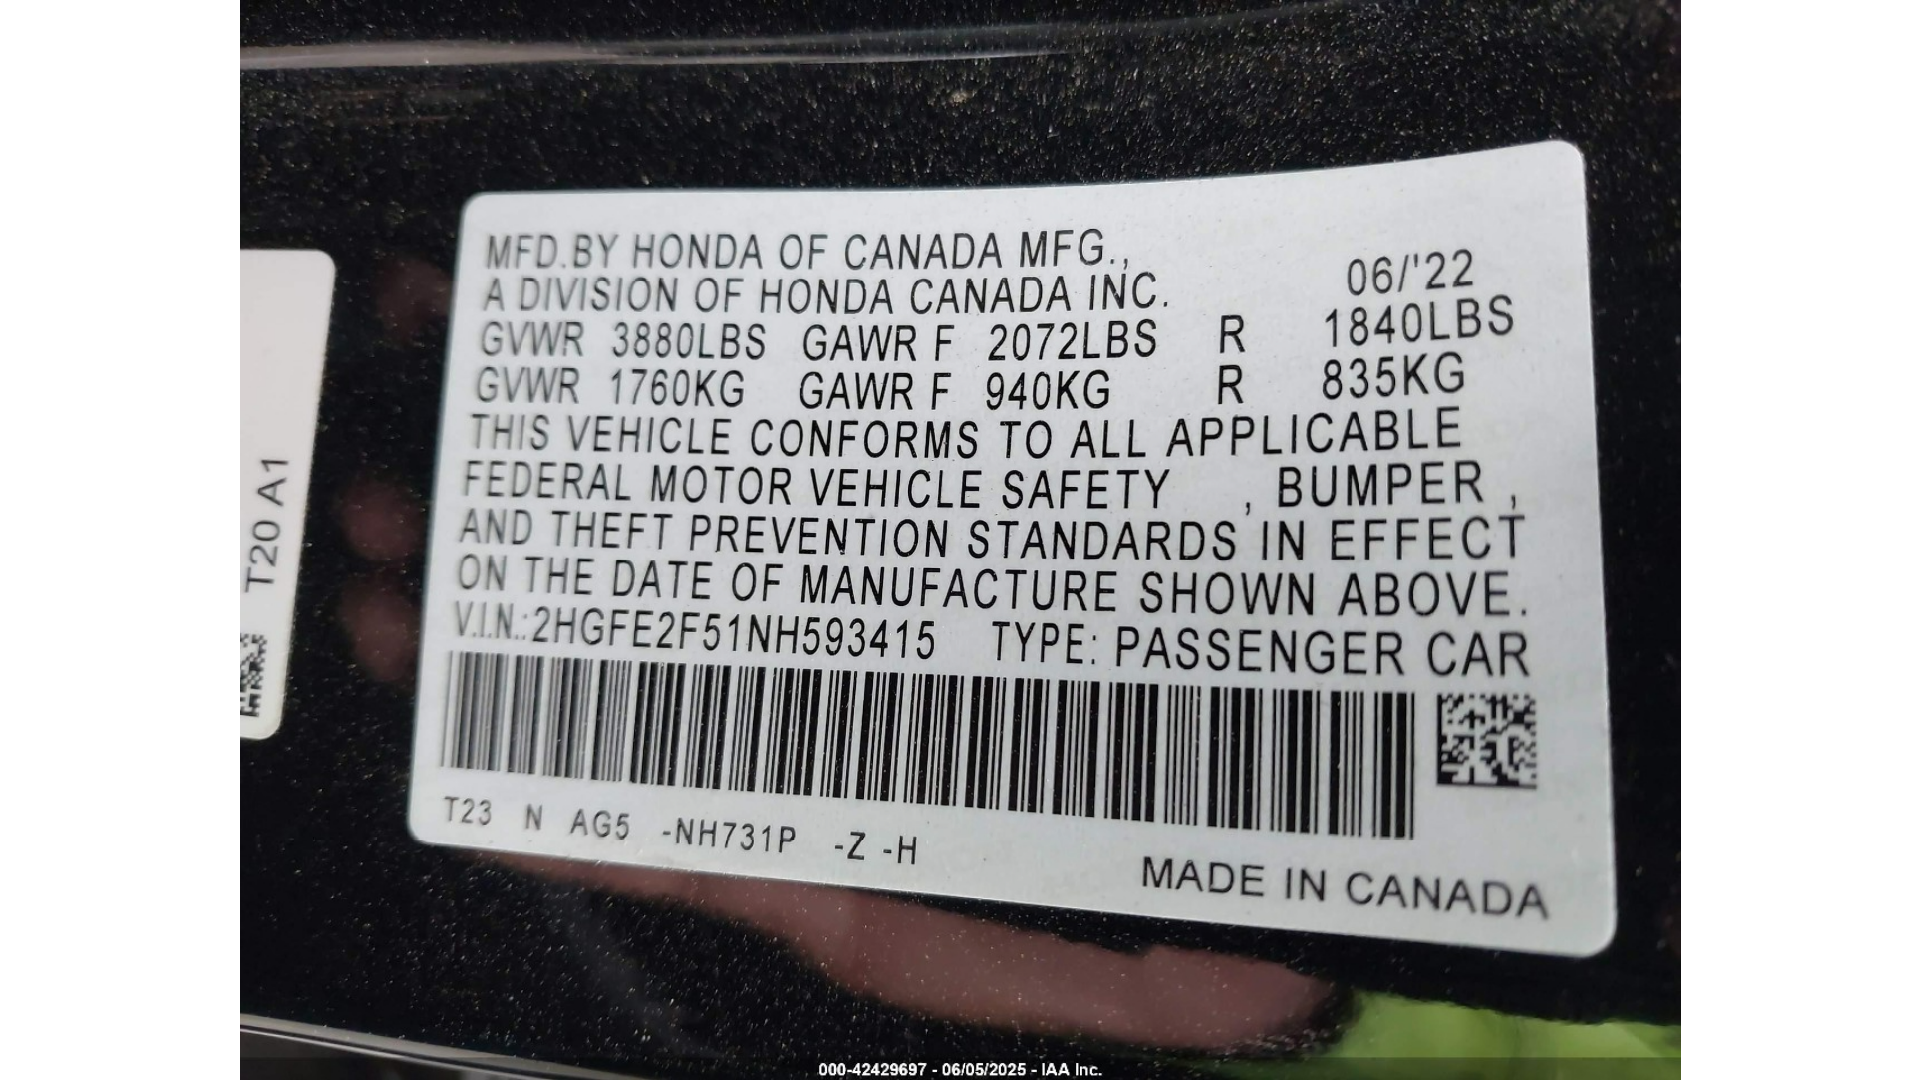 MFD.BY HONDA OF CANADA MFG.,
A DIVISION OF HONDA CANADA INC. 06/'22
GVWR 3880LBS GAWR F 2072LBS R 1840LBS
GVWR 1760KG GAWR F 940KG R 835KG
THIS VEHICLE CONFORMS TO ALL APPLICABLE
FEDERAL MOTOR VEHICLE SAFETY , BUMPER ,
AND THEFT PREVENTION STANDARDS IN EFFECT
ON THE DATE OF MANUFACTURE SHOWN ABOVE.
V.I.N.:2HGFE2F51NH593415 TYPE: PASSENGER CAR
T23 N AG5 -NH731P -Z -H
MADE IN CANADA
T20 A1
000-42429697 - 06/05/2025 - IAA Inc.